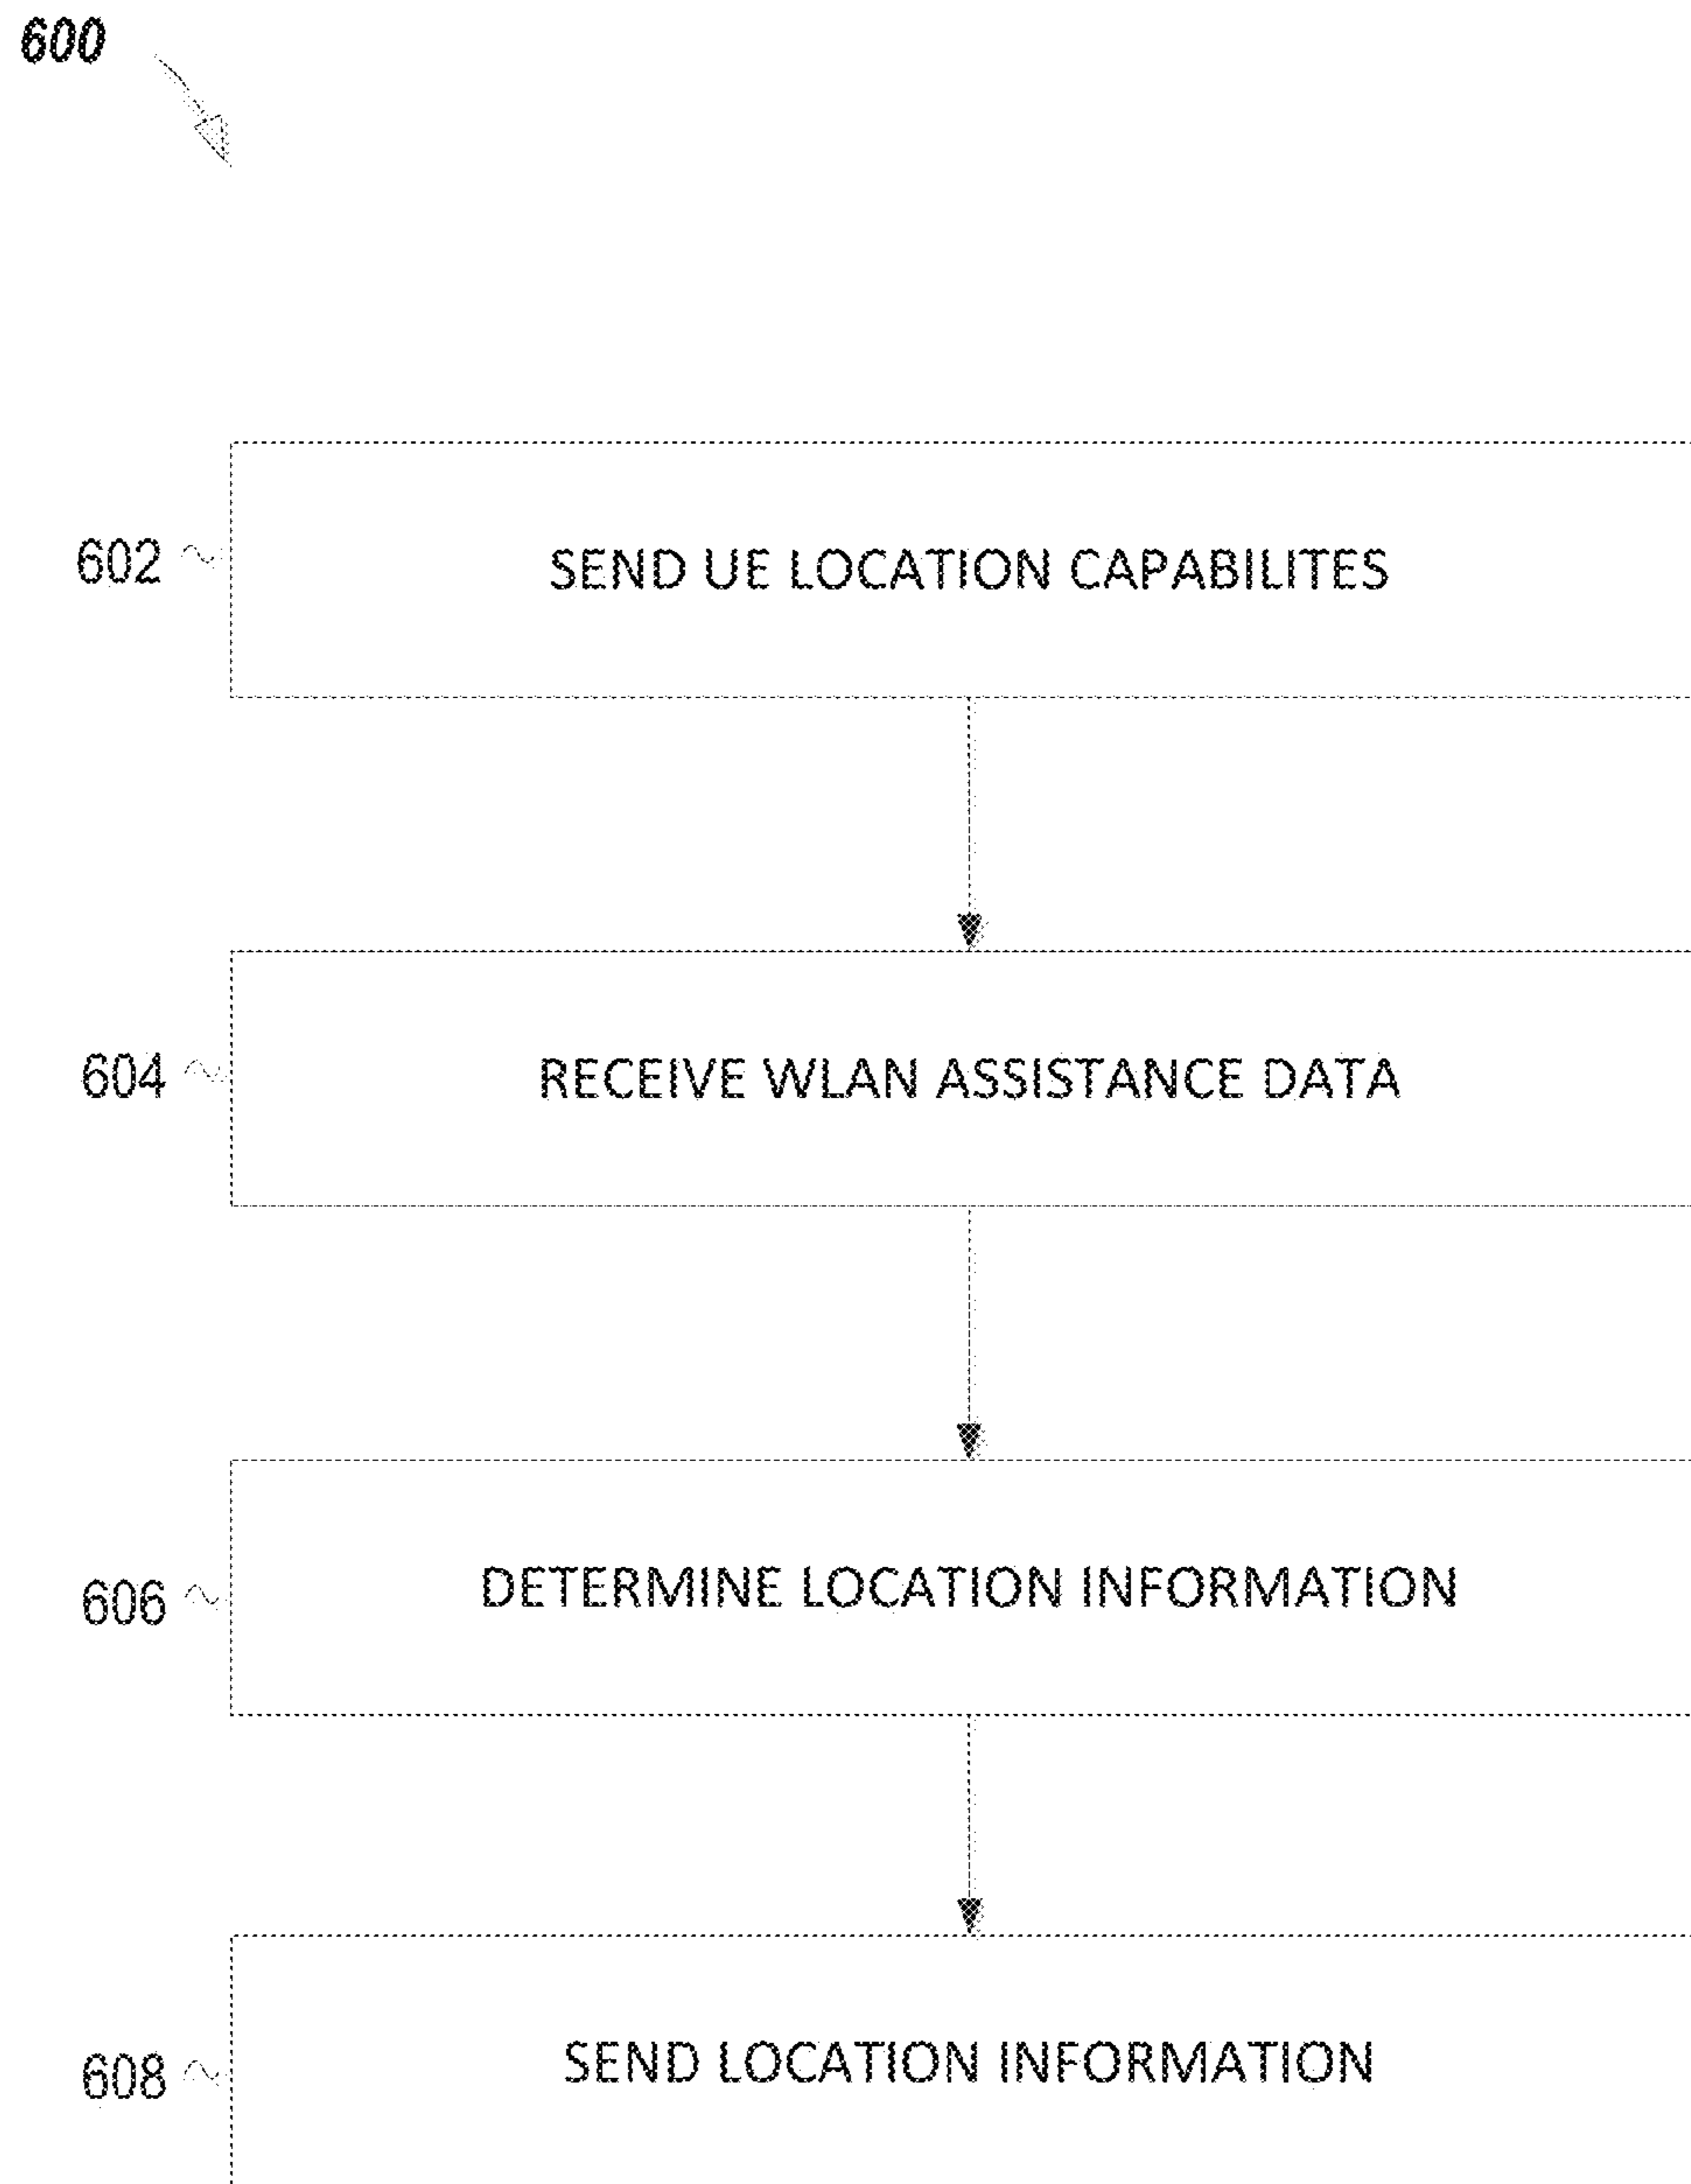 600
602 SEND UE LOCATION CAPABILITES
604 RECEIVE WLAN ASSISTANCE DATA
606 DETERMINE LOCATION INFORMATION
608 SEND LOCATION INFORMATION